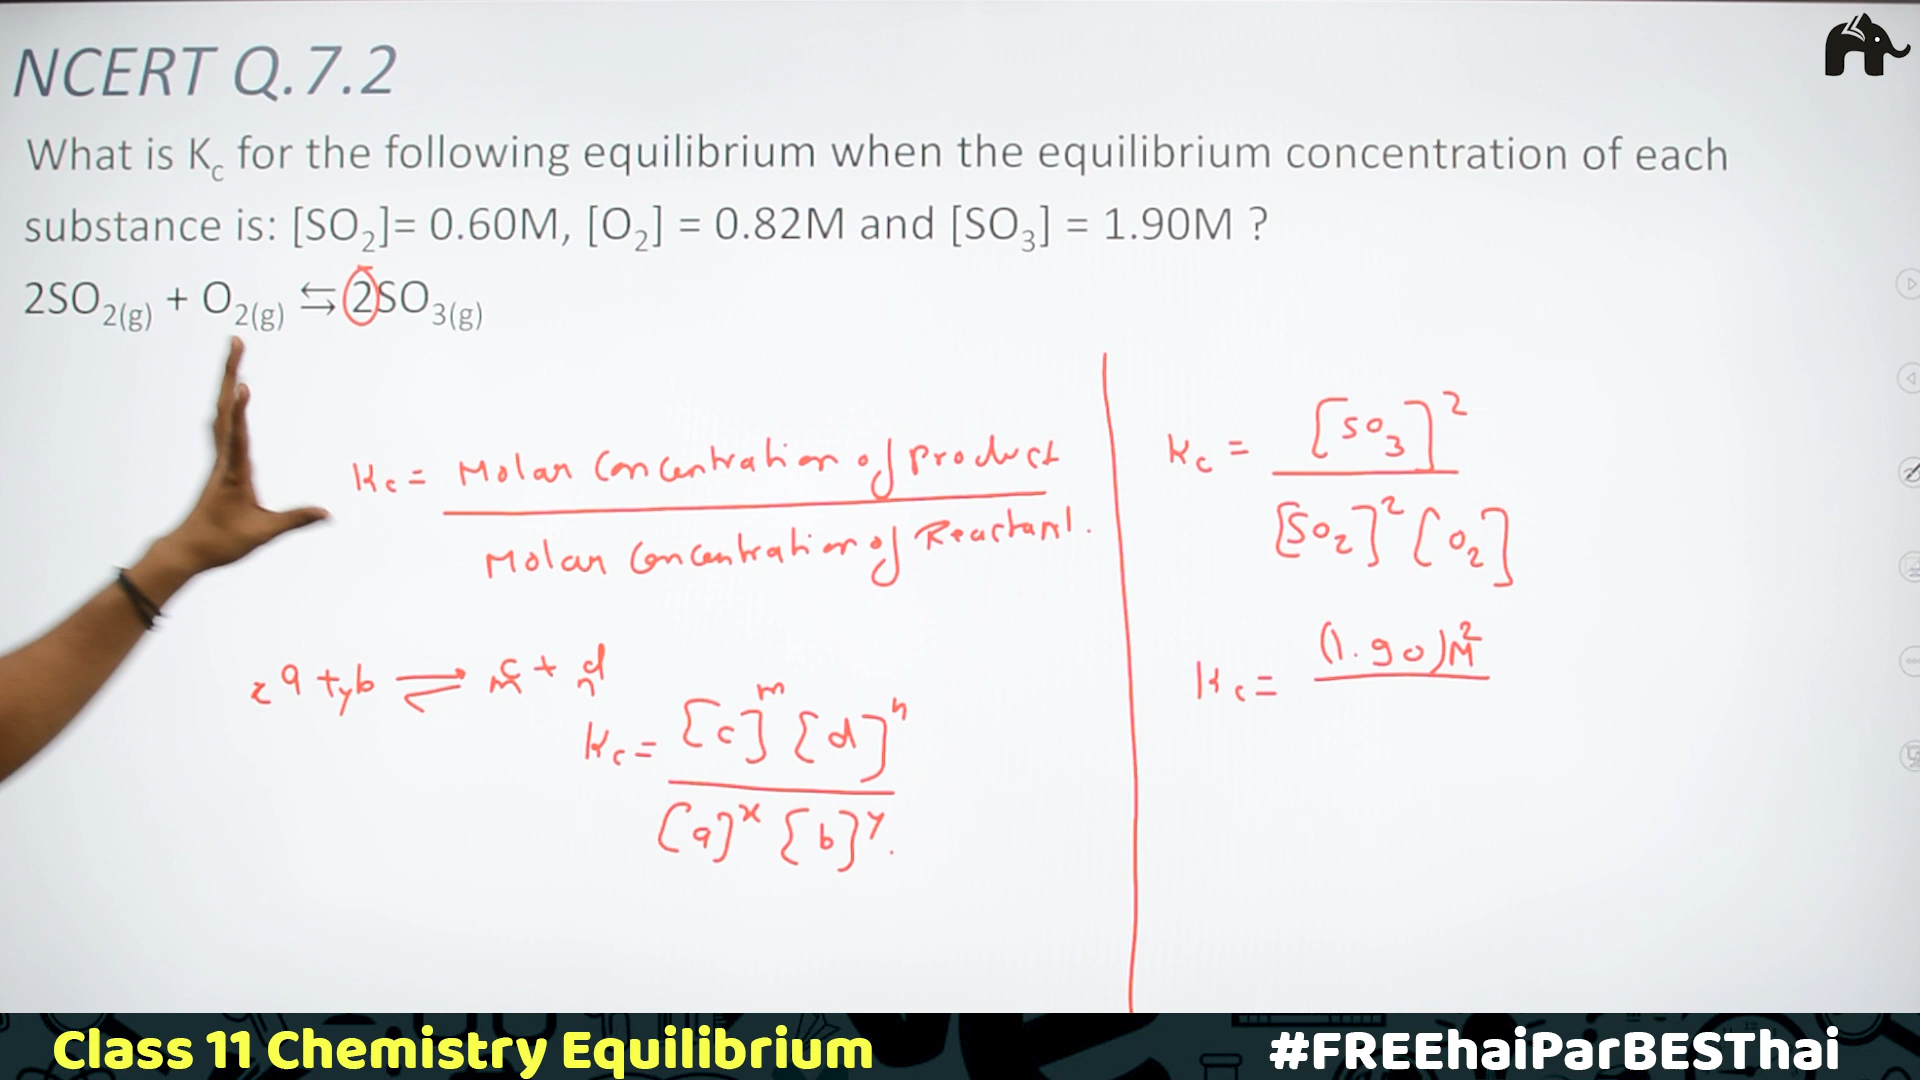 NCERT Q.7.2
What is Kc for the following equilibrium when the equilibrium concentration of each
substance is: [SO₂]= 0.60M, [O₂] = 0.82M and [SO₃] = 1.90M ?
2SO₂(g) + O₂(g) ⇆ 2SO₃(g)
Kc = Molar Concentration of Product
Molar Concentration of Reactant.
xa + yb ⇌ mc + nd
Kc = [c]^m [d]^n
[a]^x [b]^y.
Kc = [SO₃]²
[SO₂]² [O₂]
Kc = (1.90)M²
Class 11 Chemistry Equilibrium
#FREEhaiParBESThai